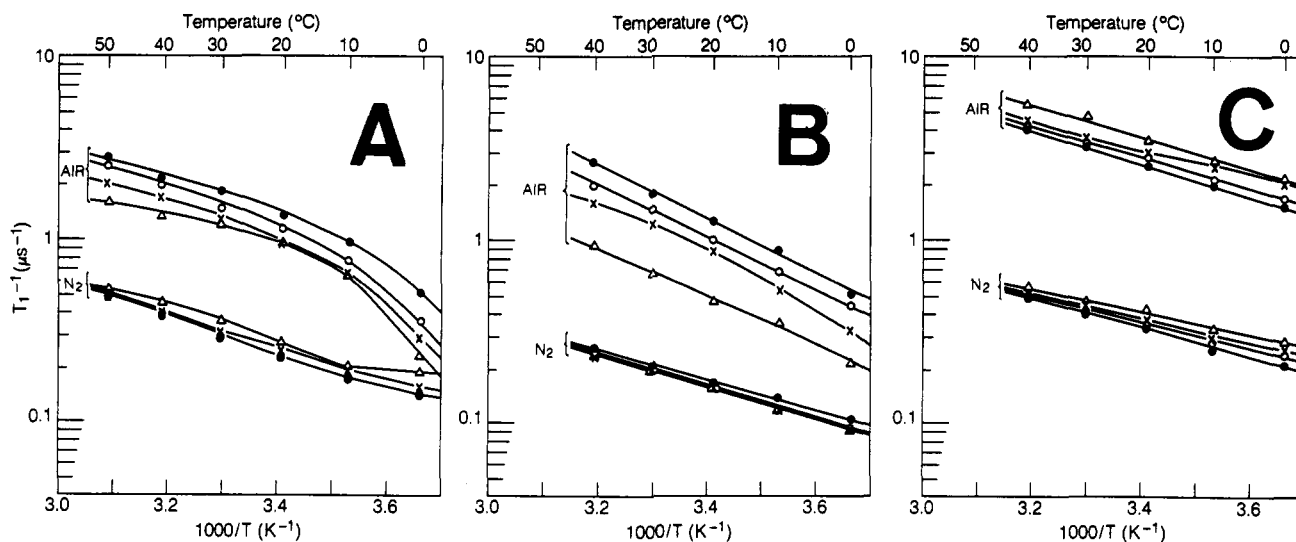 Temperature (°C)
50 40 30 20 10 0
10
1
0.1
T₁⁻¹ (μs⁻¹)
AIR
N₂
A
3.0 3.2 3.4 3.6
1000/T (K⁻¹)
Temperature (°C)
50 40 30 20 10 0
10
1
0.1
AIR
N₂
B
3.0 3.2 3.4 3.6
1000/T (K⁻¹)
Temperature (°C)
50 40 30 20 10 0
10
1
0.1
AIR
N₂
C
3.0 3.2 3.4 3.6
1000/T (K⁻¹)